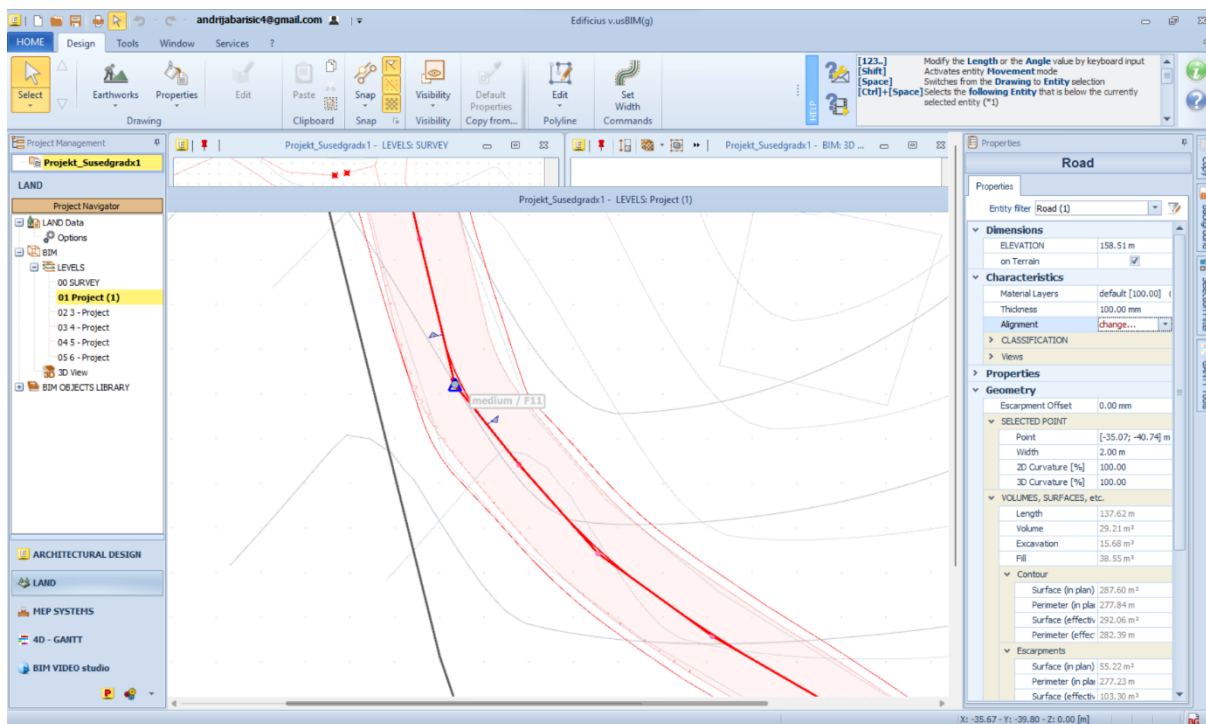 andrijabarisic4@gmail.com
Edificius v.usBIM(g)
HOME
Design
Tools
Window
Services
?
Select
Earthworks
Properties
Edit
Drawing
Paste
Clipboard
Snap
Snap
Visibility
Visibility
Default
Properties
Copy from...
Edit
Polyline
Set
Width
Commands
HELP
[123..] Modify the Length or the Angle value by keyboard input
[Shift] Activates entity Movement mode
[Space] Switches from the Drawing to Entity selection
[Ctrl]+[Space] Selects the following Entity that is below the currently
selected entity (*1)
Project Management
Projekt_Susedgradx1
LAND
Project Navigator
LAND Data
Options
BIM
LEVELS
00 SURVEY
01 Project (1)
02 3 - Project
03 4 - Project
04 5 - Project
05 6 - Project
3D View
BIM OBJECTS LIBRARY
ARCHITECTURAL DESIGN
LAND
MEP SYSTEMS
4D - GANTT
BIM VIDEO studio
Projekt_Susedgradx1 - LEVELS: SURVEY
Projekt_Susedgradx1 - BIM: 3D ...
Projekt_Susedgradx1 - LEVELS: Project (1)
medium / F11
Properties
Road
Properties
Entity filter Road (1)
Dimensions
ELEVATION 158.51 m
on Terrain
Characteristics
Material Layers default [100.00]
Thickness 100.00 mm
Alignment change...
CLASSIFICATION
Views
Properties
Geometry
Escarpment Offset 0.00 mm
SELECTED POINT
Point [-35.07; -40.74] m
Width 2.00 m
2D Curvature [%] 100.00
3D Curvature [%] 100.00
VOLUMES, SURFACES, etc.
Length 137.62 m
Volume 29.21 m³
Excavation 15.68 m³
Fill 38.55 m³
Contour
Surface (in plan) 287.60 m²
Perimeter (in plan 277.84 m
Surface (effectiv 292.06 m²
Perimeter (effec 282.39 m
Escarpments
Surface (in plan) 55.22 m²
Perimeter (in plan 277.23 m
Surface (effectiv 103.30 m²
X: -35.67 - Y: -39.80 - Z: 0.00 [m]
BG